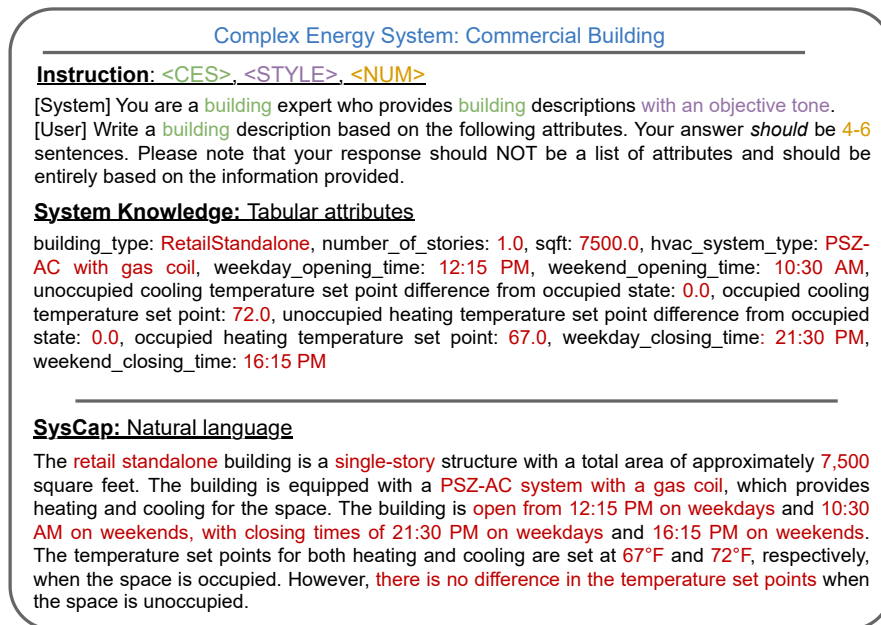 Complex Energy System: Commercial Building
Instruction: <CES>, <STYLE>, <NUM>
[System] You are a building expert who provides building descriptions with an objective tone.
[User] Write a building description based on the following attributes. Your answer should be 4-6
sentences. Please note that your response should NOT be a list of attributes and should be
entirely based on the information provided.
System Knowledge: Tabular attributes
building_type: RetailStandalone, number_of_stories: 1.0, sqft: 7500.0, hvac_system_type: PSZ-
AC with gas coil, weekday_opening_time: 12:15 PM, weekend_opening_time: 10:30 AM,
unoccupied cooling temperature set point difference from occupied state: 0.0, occupied cooling
temperature set point: 72.0, unoccupied heating temperature set point difference from occupied
state: 0.0, occupied heating temperature set point: 67.0, weekday_closing_time: 21:30 PM,
weekend_closing_time: 16:15 PM
SysCap: Natural language
The retail standalone building is a single-story structure with a total area of approximately 7,500
square feet. The building is equipped with a PSZ-AC system with a gas coil, which provides
heating and cooling for the space. The building is open from 12:15 PM on weekdays and 10:30
AM on weekends, with closing times of 21:30 PM on weekdays and 16:15 PM on weekends.
The temperature set points for both heating and cooling are set at 67°F and 72°F, respectively,
when the space is occupied. However, there is no difference in the temperature set points when
the space is unoccupied.